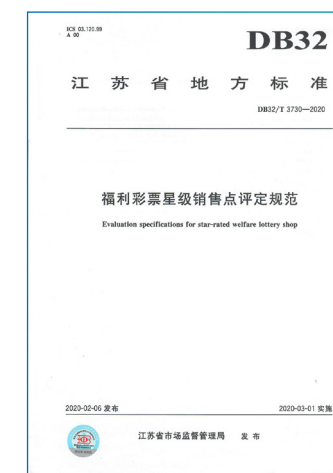 ICS 03.120.99
A 00
DB32
江苏省地方标准
DB32/T 3730—2020
福利彩票星级销售点评定规范
Evaluation specifications for star-rated welfare lottery shop
2020-02-06 发布
2020-03-01 实施
江苏省市场监督管理局 发布